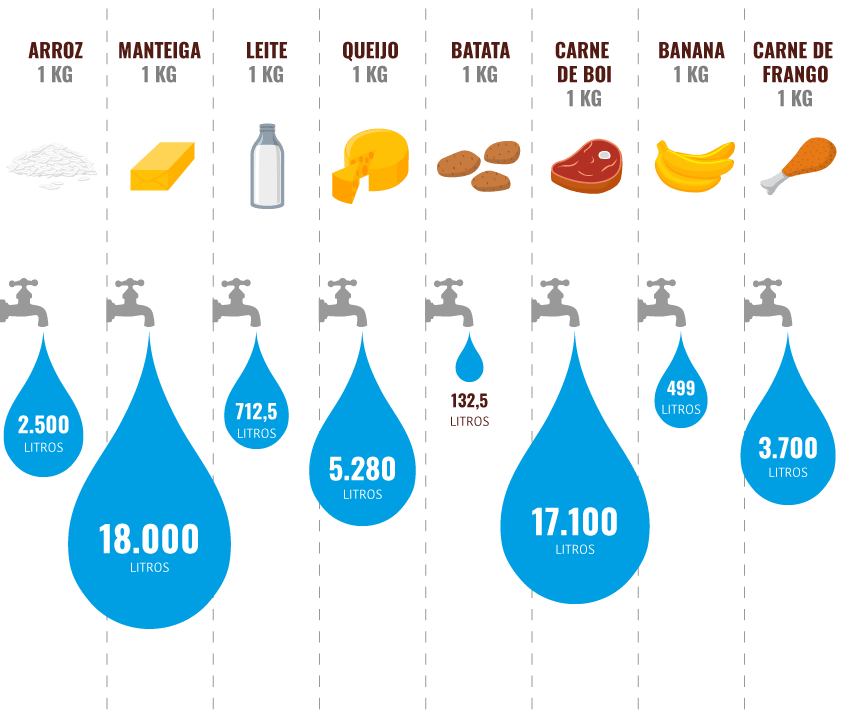 ARROZ
1 KG
MANTEIGA
1 KG
LEITE
1 KG
QUEIJO
1 KG
BATATA
1 KG
CARNE
DE BOI
1 KG
BANANA
1 KG
CARNE DE
FRANGO
1 KG
2.500
LITROS
18.000
LITROS
712,5
LITROS
5.280
LITROS
132,5
LITROS
17.100
LITROS
499
LITROS
3.700
LITROS